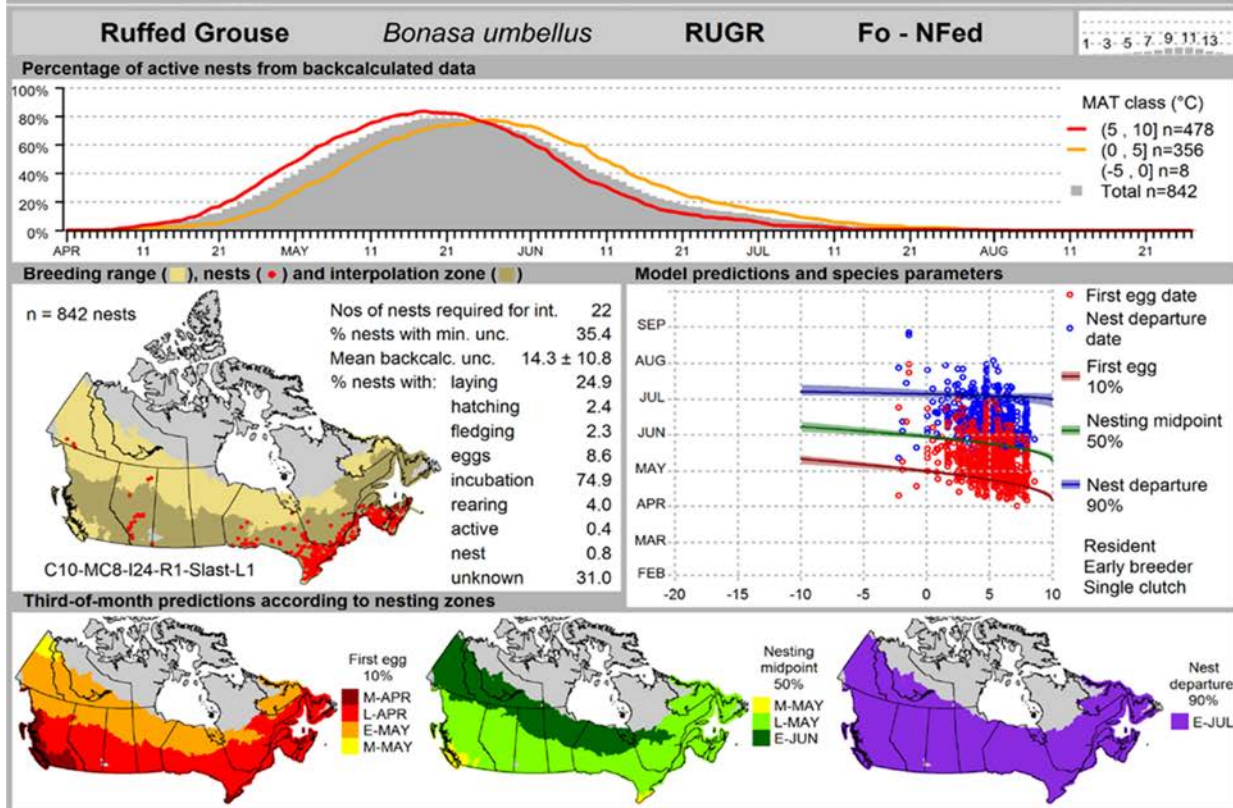 Ruffed Grouse Bonasa umbellus RUGR Fo - NFed
1 3 5 7 9 11 13
Percentage of active nests from backcalculated data
100%
80%
60%
40%
20%
0%
APR 11 21 MAY 11 21 JUN 11 21 JUL 11 21 AUG 11 21
MAT class (°C)
(5 , 10] n=478
(0 , 5] n=356
(-5 , 0] n=8
Total n=842
Breeding range ( ), nests ( ) and interpolation zone ( )
n = 842 nests
Nos of nests required for int. 22
% nests with min. unc. 35.4
Mean backcalc. unc. 14.3 ± 10.8
% nests with: laying 24.9
hatching 2.4
fledging 2.3
eggs 8.6
incubation 74.9
rearing 4.0
active 0.4
nest 0.8
unknown 31.0
C10-MC8-I24-R1-Slast-L1
Model predictions and species parameters
SEP
AUG
JUL
JUN
MAY
APR
MAR
FEB
-20 -15 -10 -5 0 5 10
First egg date
Nest departure
date
First egg
10%
Nesting midpoint
50%
Nest departure
90%
Resident
Early breeder
Single clutch
Third-of-month predictions according to nesting zones
First egg
10%
M-APR
L-APR
E-MAY
M-MAY
Nesting
midpoint
50%
M-MAY
L-MAY
E-JUN
Nest
departure
90%
E-JUL